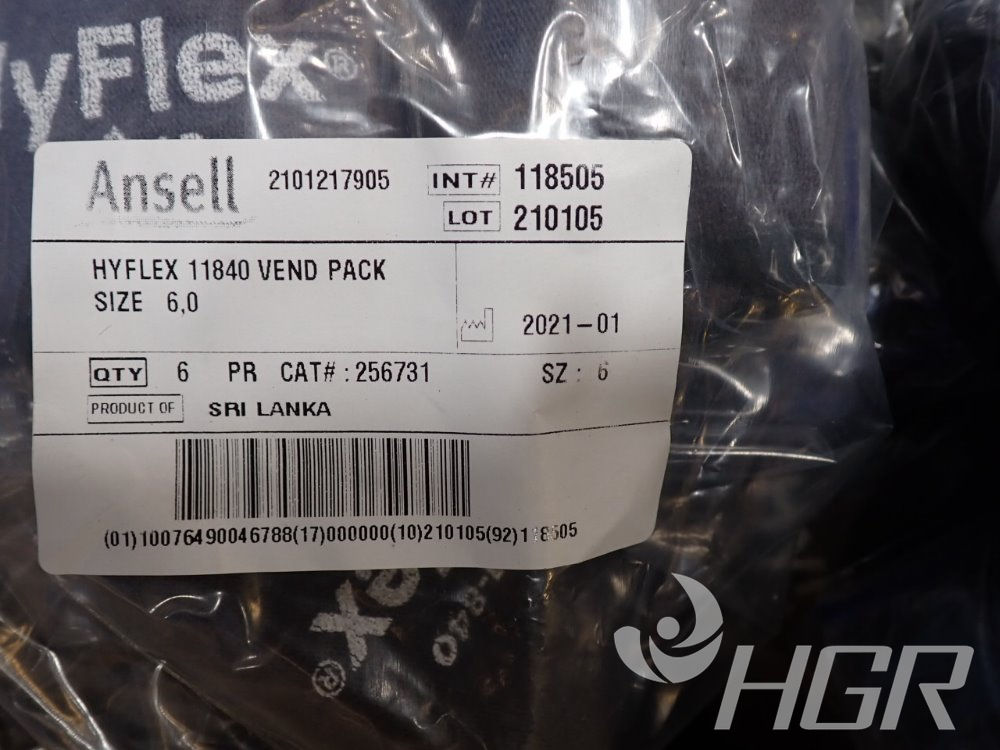 HyFlex®
Ansell 2101217905 INT# 118505
LOT 210105
HYFLEX 11840 VEND PACK
SIZE 6,0
2021-01
QTY 6 PR CAT#:256731 SZ: 6
PRODUCT OF SRI LANKA
(01)10076490046788(17)000000(10)210105(92)118505
HGR